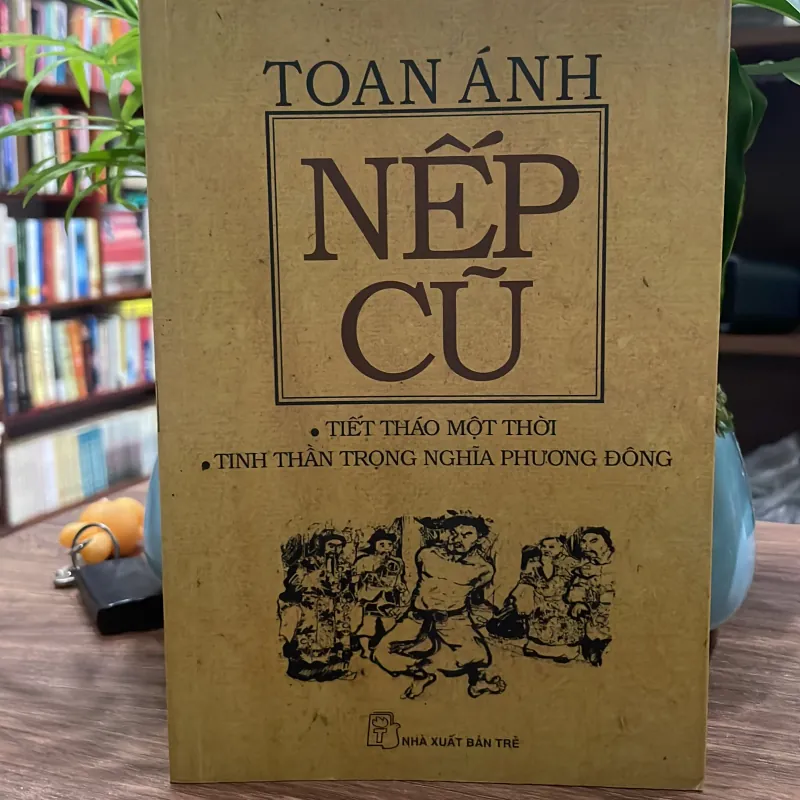 TOAN ÁNH
NẾP
CŨ
• TIẾT THÁO MỘT THỜI
• TINH THẦN TRỌNG NGHĨA PHƯƠNG ĐÔNG
T
NHÀ XUẤT BẢN TRẺ